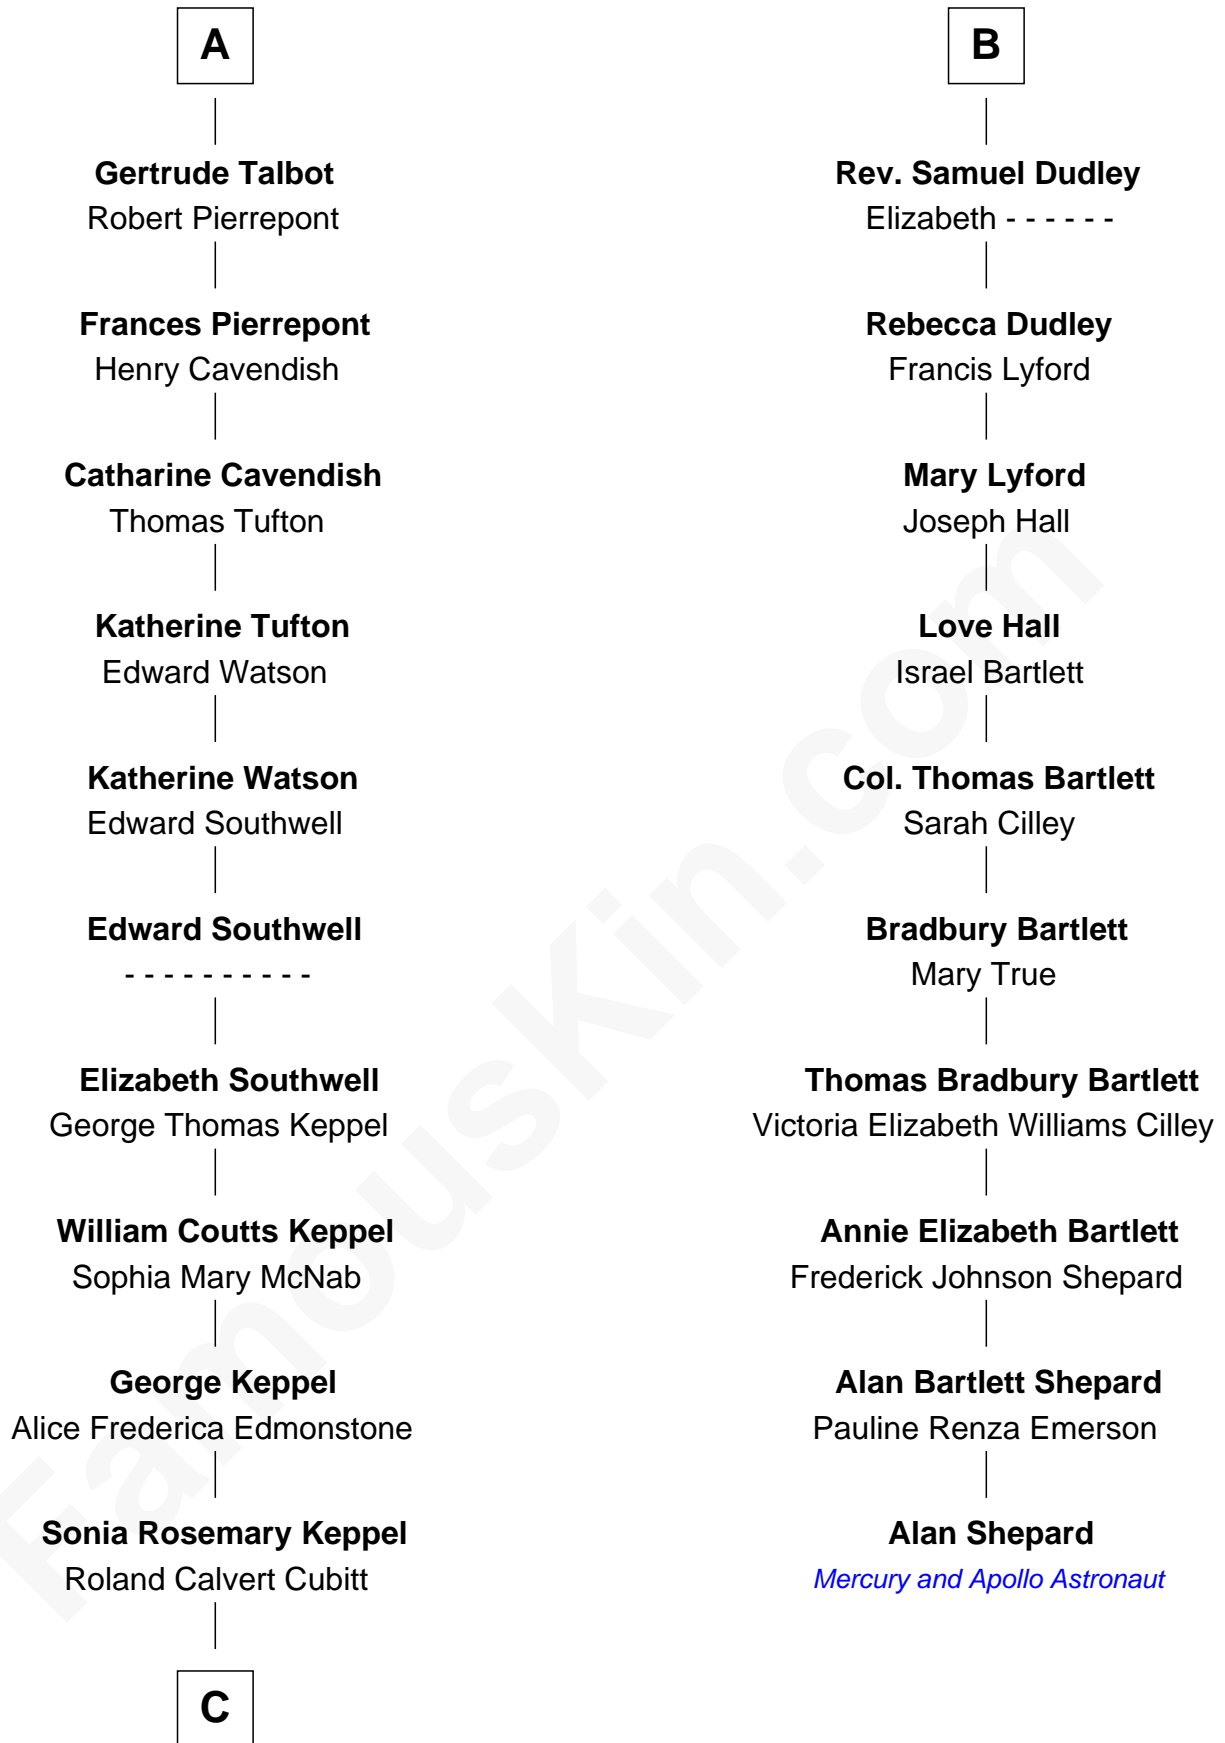 A
Gertrude Talbot
Robert Pierrepont
Frances Pierrepont
Henry Cavendish
Catharine Cavendish
Thomas Tufton
Katherine Tufton
Edward Watson
Katherine Watson
Edward Southwell
Edward Southwell
- - - - - - - - - -
Elizabeth Southwell
George Thomas Keppel
William Coutts Keppel
Sophia Mary McNab
George Keppel
Alice Frederica Edmonstone
Sonia Rosemary Keppel
Roland Calvert Cubitt
C
B
Rev. Samuel Dudley
Elizabeth - - - - - -
Rebecca Dudley
Francis Lyford
Mary Lyford
Joseph Hall
Love Hall
Israel Bartlett
Col. Thomas Bartlett
Sarah Cilley
Bradbury Bartlett
Mary True
Thomas Bradbury Bartlett
Victoria Elizabeth Williams Cilley
Annie Elizabeth Bartlett
Frederick Johnson Shepard
Alan Bartlett Shepard
Pauline Renza Emerson
Alan Shepard
Mercury and Apollo Astronaut
FamousKin.com